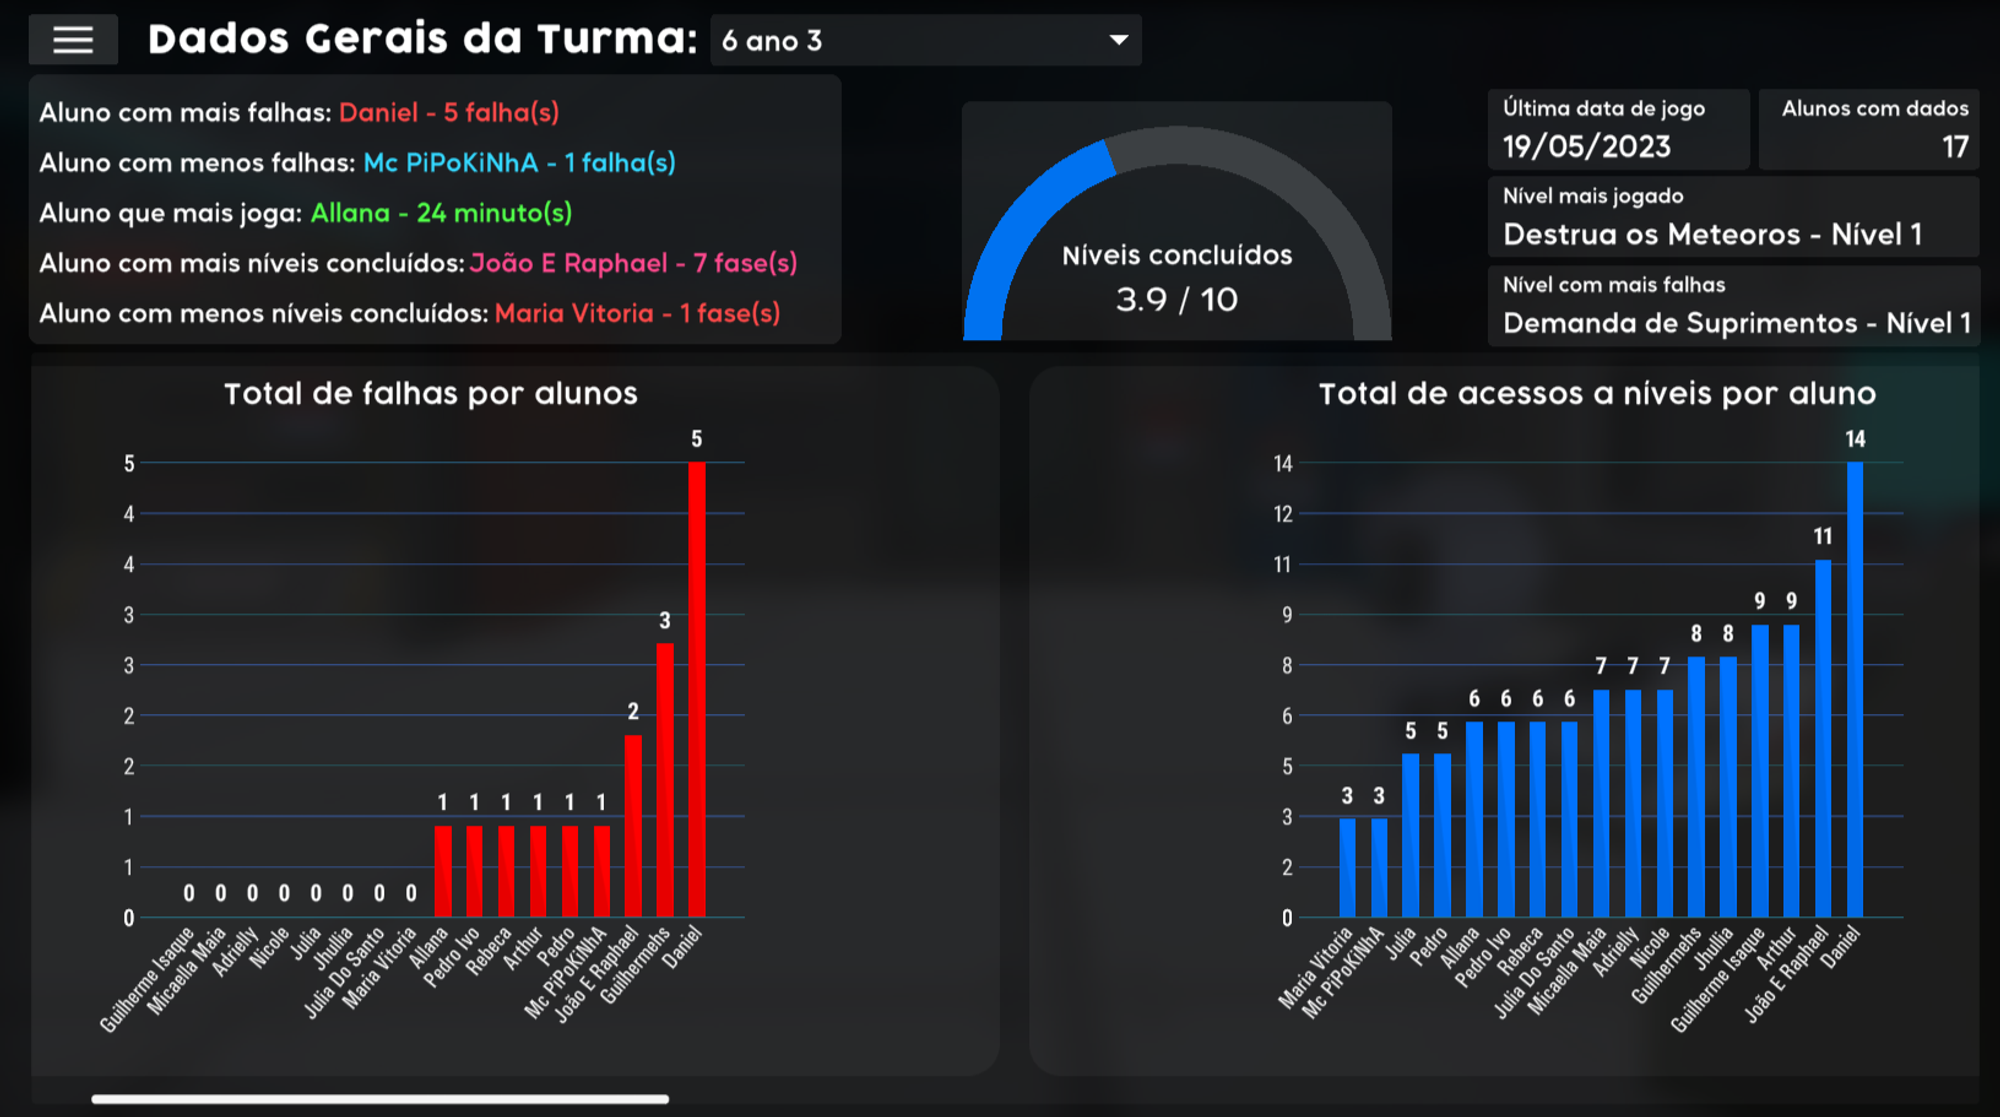 Dados Gerais da Turma: 6 ano 3
Aluno com mais falhas: Daniel - 5 falha(s)
Aluno com menos falhas: Mc PiPoKiNhA - 1 falha(s)
Aluno que mais joga: Allana - 24 minuto(s)
Aluno com mais níveis concluídos: João E Raphael - 7 fase(s)
Aluno com menos níveis concluídos: Maria Vitoria - 1 fase(s)
Níveis concluídos
3.9 / 10
Última data de jogo
19/05/2023
Alunos com dados
17
Nível mais jogado
Destrua os Meteoros - Nível 1
Nível com mais falhas
Demanda de Suprimentos - Nível 1
Total de falhas por alunos
5
4
4
3
3
2
2
1
1
0
0
0
0
0
0
0
0
0
1
1
1
1
1
1
2
3
5
Guilherme Isaque
Micaella Maia
Adrielly
Nicole
Julia
Jhullia
Julia Do Santo
Maria Vitoria
Allana
Pedro Ivo
Rebeca
Arthur
Pedro
Mc PiPoKiNhA
João E Raphael
Guilhermehs
Daniel
Total de acessos a níveis por aluno
14
12
11
9
8
6
5
3
2
0
3
3
5
5
6
6
6
6
7
7
7
8
8
9
9
11
14
Maria Vitoria
Mc PiPoKiNhA
Julia
Pedro
Allana
Pedro Ivo
Rebeca
Julia Do Santo
Micaella Maia
Adrielly
Nicole
Guilhermehs
Jhullia
Guilherme Isaque
Arthur
João E Raphael
Daniel